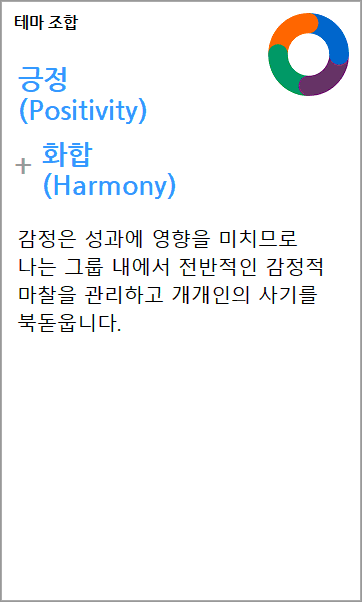 테마 조합
긍정
(Positivity)
+ 화합
(Harmony)
감정은 성과에 영향을 미치므로
나는 그룹 내에서 전반적인 감정적
마찰을 관리하고 개개인의 사기를
북돋웁니다.